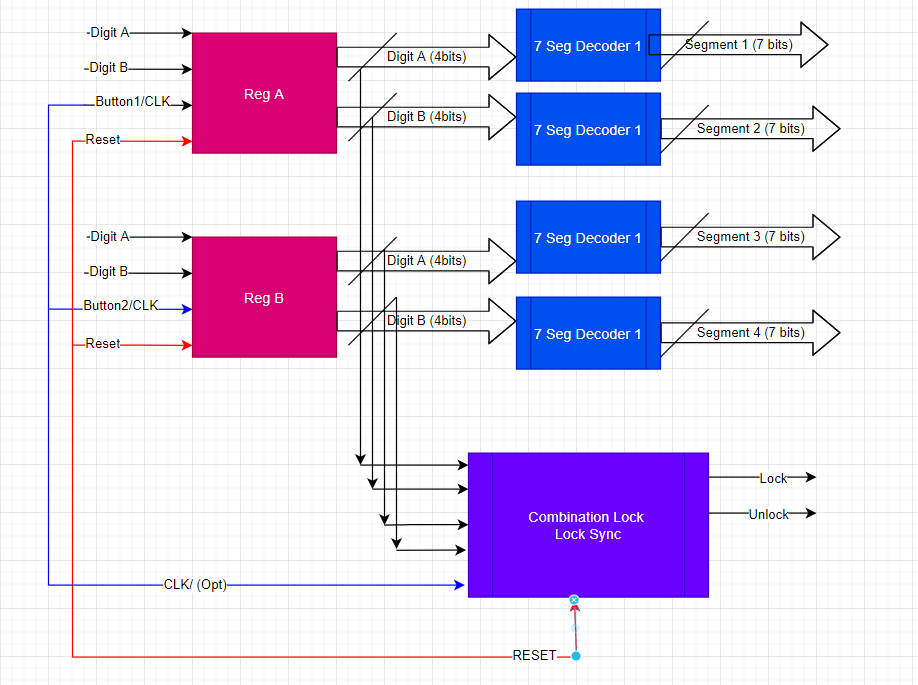 -Digit A
-Digit B
Button1/CLK
Reset
Reg A
Digit A (4bits)
Digit B (4bits)
7 Seg Decoder 1
Segment 1 (7 bits)
7 Seg Decoder 1
Segment 2 (7 bits)
-Digit A
-Digit B
Button2/CLK
Reset
Reg B
Digit A (4bits)
Digit B (4bits)
7 Seg Decoder 1
Segment 3 (7 bits)
7 Seg Decoder 1
Segment 4 (7 bits)
Combination Lock
Lock Sync
Lock
Unlock
CLK/ (Opt)
RESET